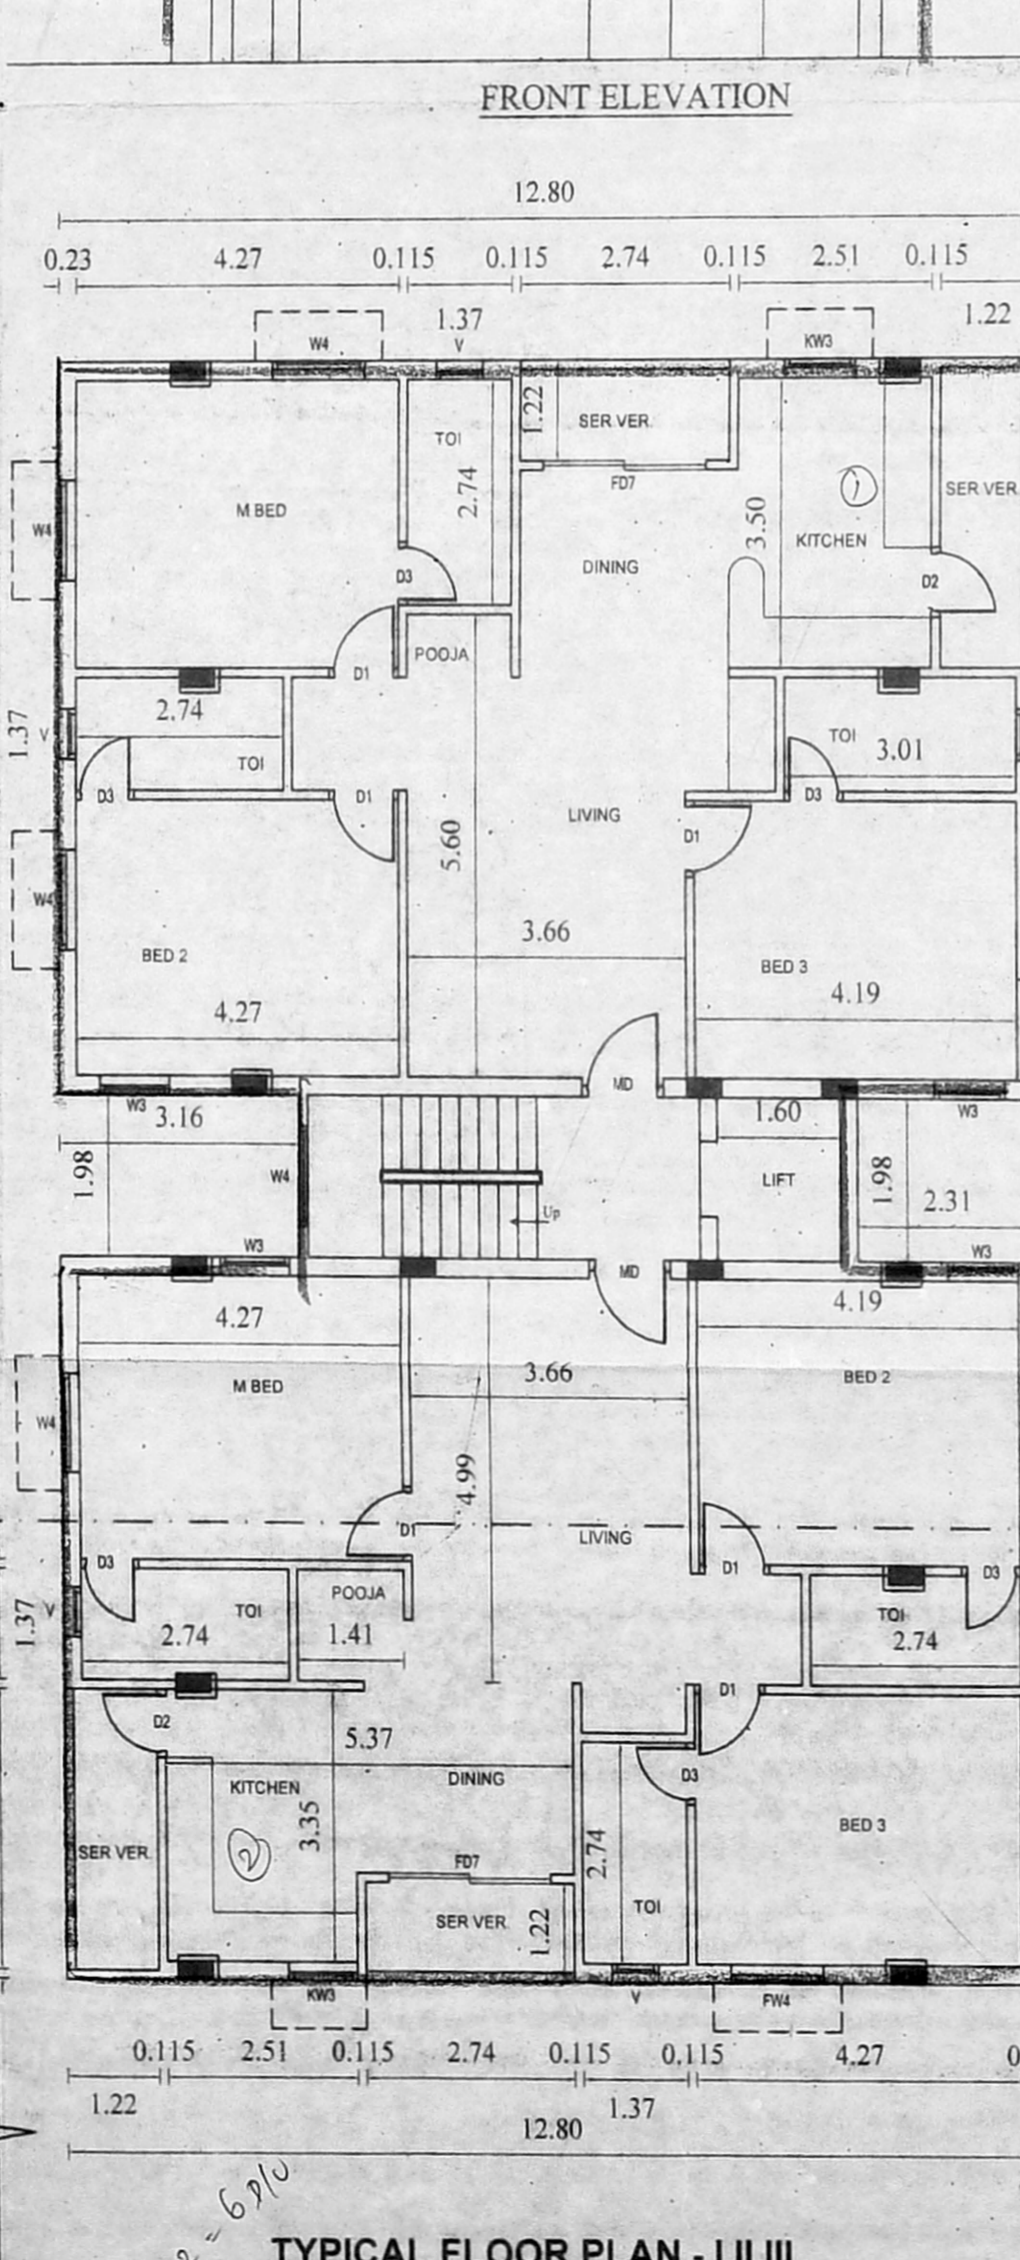 FRONT ELEVATION
12.80
0.23 4.27 0.115 0.115 2.74 0.115 2.51 0.115
1.37 1.22
W4 V KW3
1.22 SER.VER.
TOI
2.74 FD7
M BED 3.50 1 SER.VER.
W4 KITCHEN
DINING
D3 D2
POOJA
D1
2.74
1.37 V TOI 3.01
TOI
D3 D1 D3
LIVING
D1
5.60
W4
3.66
BED 2 BED 3
4.19
4.27
MD
W3 3.16 1.60 W3
1.98 W4 LIFT 1.98 2.31
Up
W3 W3
MD
4.27 4.19
3.66
M BED BED 2
W4
4.99
D1 LIVING
D3 D1 D3
POOJA
1.37 V TOI TOI
2.74 1.41 2.74
D1
D2 5.37
D3
KITCHEN DINING
3.35 BED 3
SER VER. 2 FD7 2.74
TOI
SER VER. 1.22
KW3 V FW4
0.115 2.51 0.115 2.74 0.115 0.115 4.27
1.22 1.37
12.80
TYPICAL FLOOR PLAN - I,II,III